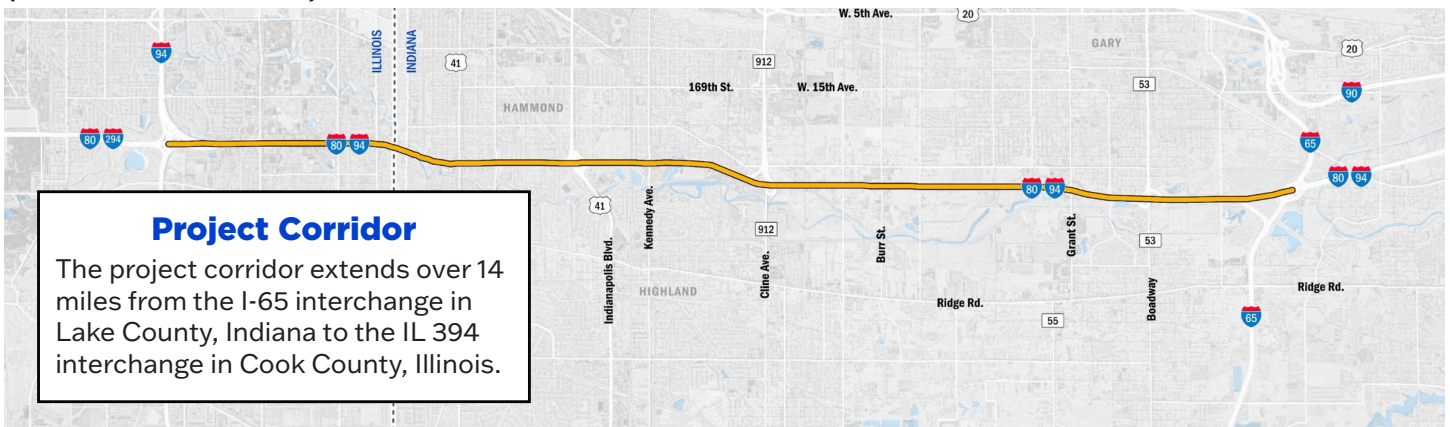 W. 5th Ave.
20
94
ILLINOIS
INDIANA
41
GARY
20
912
53
169th St.
W. 15th Ave.
90
HAMMOND
80 294
80 94
65
80 94
80 94
Project Corridor
The project corridor extends over 14
miles from the I-65 interchange in
Lake County, Indiana to the IL 394
interchange in Cook County, Illinois.
41
Indianapolis Blvd.
Kennedy Ave.
912
Cline Ave.
Burr St.
Grant St.
53
Boadway
HIGHLAND
Ridge Rd.
Ridge Rd.
55
65